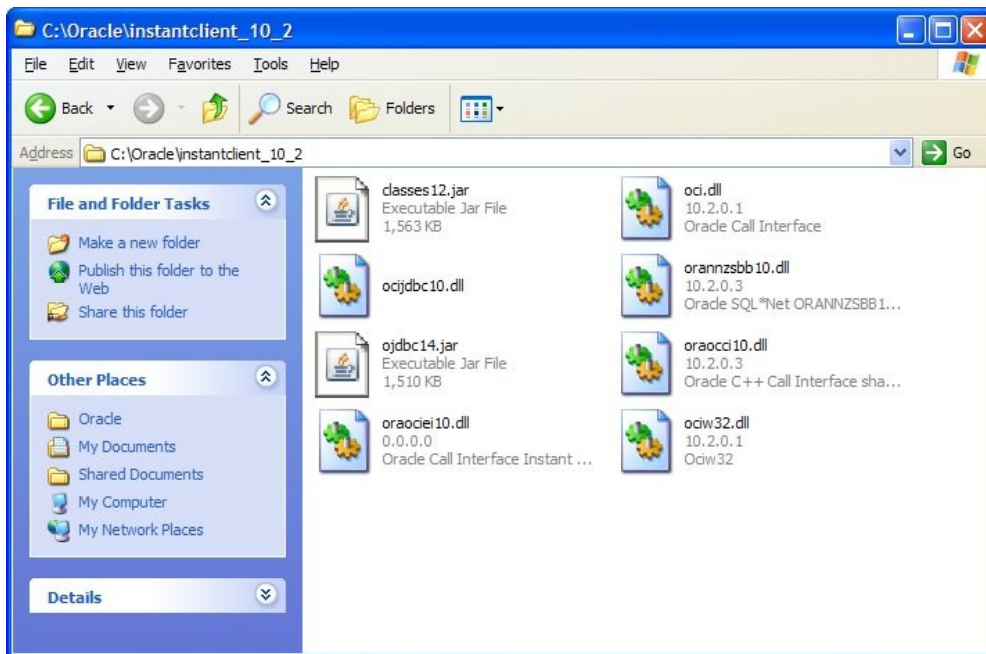 C:\Oracle\instantclient_10_2
File Edit View Favorites Tools Help
Back Search Folders
Address C:\Oracle\instantclient_10_2 Go
File and Folder Tasks
Make a new folder
Publish this folder to the
Web
Share this folder
Other Places
Oracle
My Documents
Shared Documents
My Computer
My Network Places
Details
classes12.jar
Executable Jar File
1,563 KB
oci.dll
10.2.0.1
Oracle Call Interface
ocijdbc10.dll
orannzsbb10.dll
10.2.0.3
Oracle SQL*Net ORANNZSBB1...
ojdbc14.jar
Executable Jar File
1,510 KB
oraocci10.dll
10.2.0.3
Oracle C++ Call Interface sha...
oraociei10.dll
0.0.0.0
Oracle Call Interface Instant ...
ociw32.dll
10.2.0.1
Ociw32